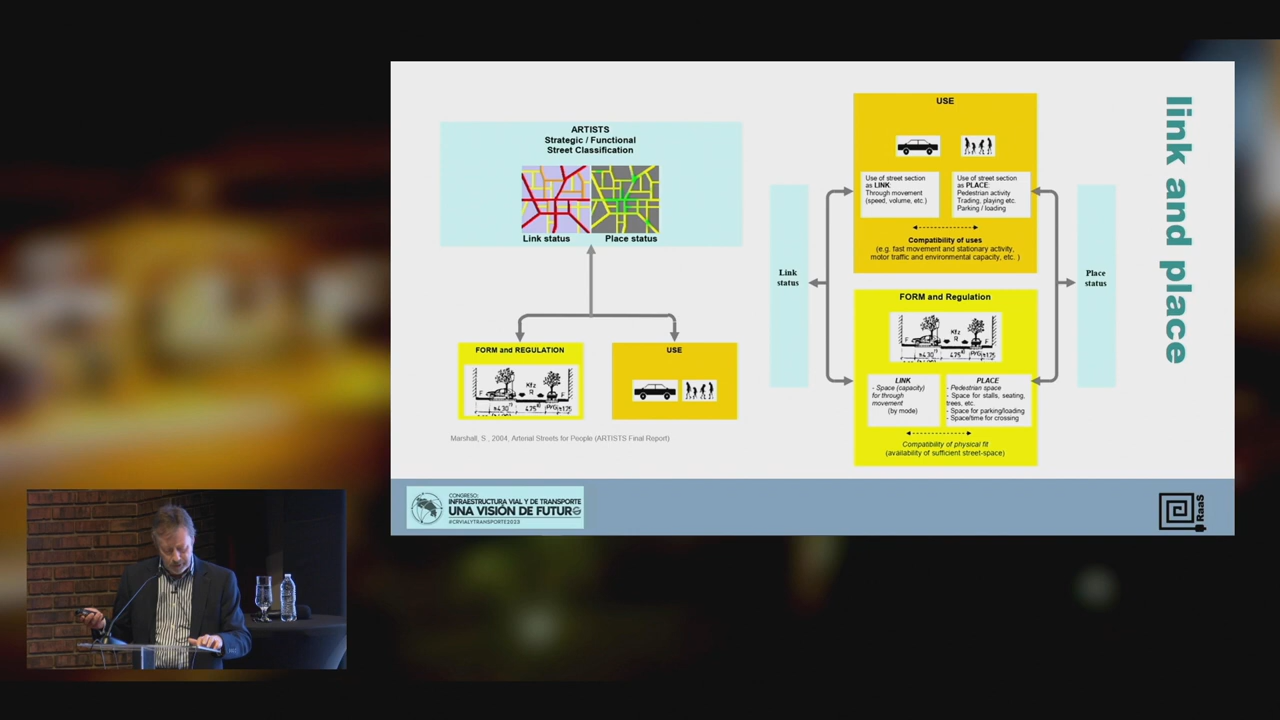 ARTISTS
Strategic / Functional
Street Classification
Link status
Place status
FORM and REGULATION
USE
Marshall, S., 2004. Arterial Streets for People (ARTISTS Final Report)
USE
Use of street section
as LINK:
Through movement
(speed, volume, etc.)
Use of street section
as PLACE:
Pedestrian activity
Trading, playing etc.
Parking / loading
Compatibility of uses
(e.g. fast movement and stationary activity,
motor traffic and environmental capacity, etc. )
Link
status
Place
status
FORM and Regulation
LINK
- Space (capacity)
for through
movement
(by mode)
PLACE
- Pedestrian space
- Space for stalls, seating,
trees, etc.
- Space for parking/loading
- Space/time for crossing
Compatibility of physical fit
(availability of sufficient street-space)
link and place
CONGRESO:
INFRAESTRUCTURA VIAL Y DE TRANSPORTE
UNA VISIÓN DE FUTURO
#CRVIALYTRANSPORTE2023
RaaS